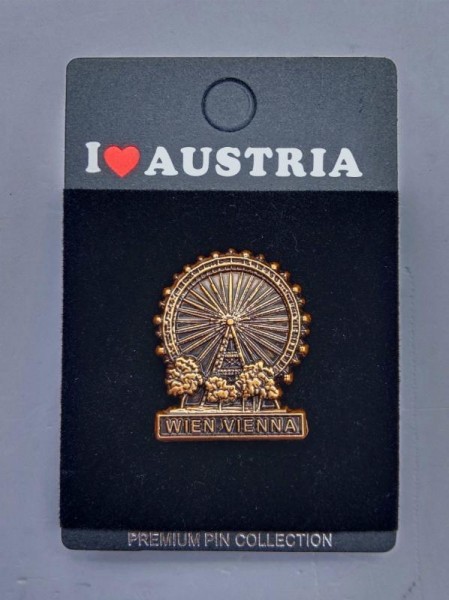 I❤AUSTRIA
WIEN VIENNA
PREMIUM PIN COLLECTION